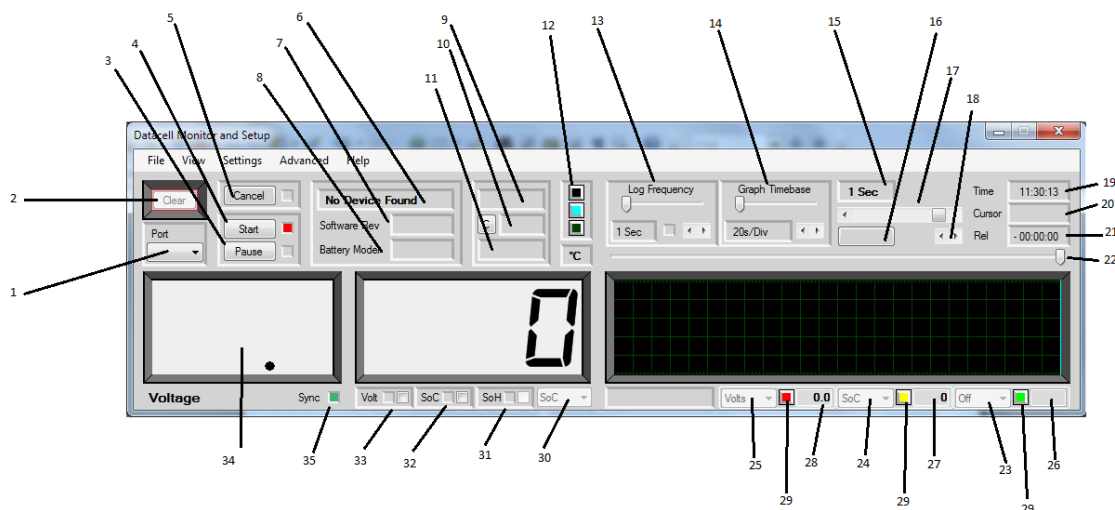 5 6 9 12 13 14 15 16
4 7 10 17
3 8 11 18
Datacell Monitor and Setup
File View Settings Advanced Help
2 Clear Cancel No Device Found Log Frequency Graph Timebase 1 Sec Time 11:30:13 19
Start Software Rev C Cursor 20
Port Pause Battery Model 1 Sec 20s/Div Rel - 00:00:00 21
°C 22
1
0
Voltage Sync Volt SoC SoH SoC Volts 0.0 SoC 0 Off
34 35 33 32 31 30 25 29 28 24 29 27 23 29 26